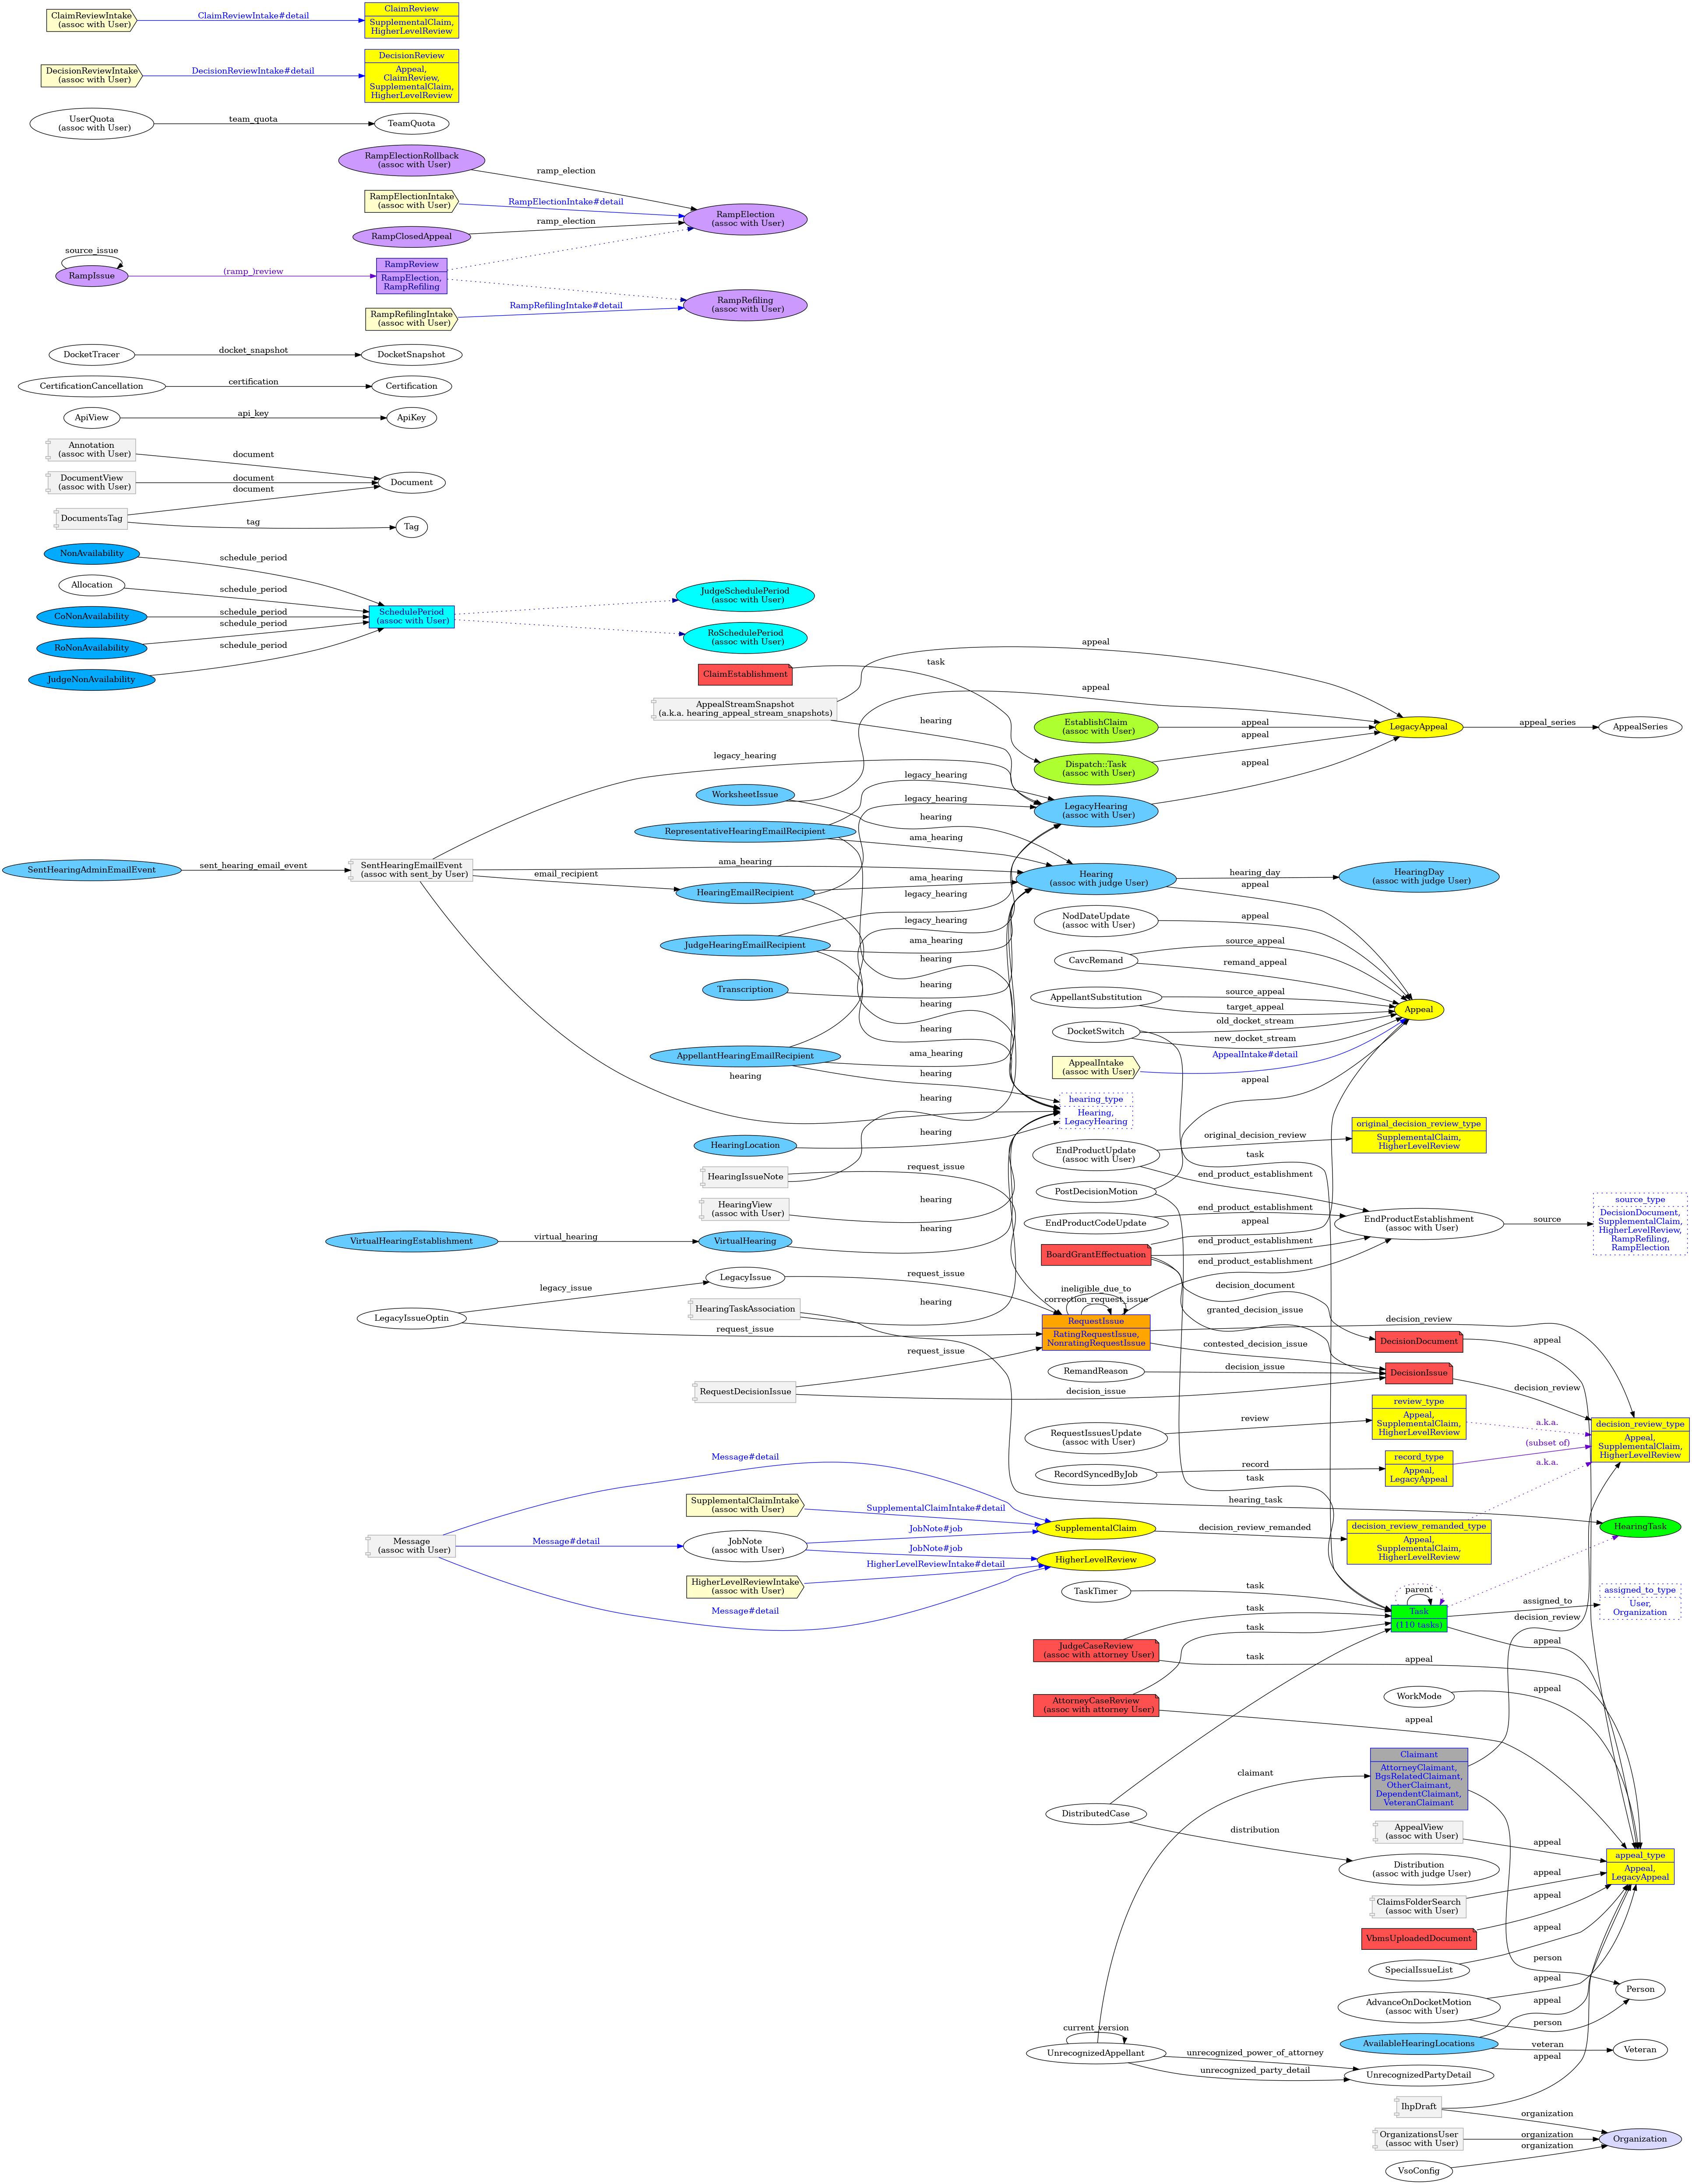 ClaimReviewIntake
(assoc with User)
ClaimReviewIntake#detail
ClaimReview
SupplementalClaim,
HigherLevelReview
DecisionReviewIntake
(assoc with User)
DecisionReviewIntake#detail
DecisionReview
Appeal,
ClaimReview,
SupplementalClaim,
HigherLevelReview
UserQuota
(assoc with User)
team_quota
TeamQuota
RampElectionRollback
(assoc with User)
ramp_election
RampElectionIntake
(assoc with User)
RampElectionIntake#detail
RampElection
(assoc with User)
RampClosedAppeal
ramp_election
source_issue
RampIssue
(ramp_)review
RampReview
RampElection,
RampRefiling
RampRefilingIntake
(assoc with User)
RampRefilingIntake#detail
RampRefiling
(assoc with User)
DocketTracer
docket_snapshot
DocketSnapshot
CertificationCancellation
certification
Certification
ApiView
api_key
ApiKey
Annotation
(assoc with User)
document
DocumentView
(assoc with User)
document
document
Document
DocumentsTag
tag
Tag
NonAvailability
schedule_period
Allocation
schedule_period
CoNonAvailability
schedule_period
RoNonAvailability
schedule_period
JudgeNonAvailability
schedule_period
SchedulePeriod
(assoc with User)
JudgeSchedulePeriod
(assoc with User)
RoSchedulePeriod
(assoc with User)
ClaimEstablishment
task
AppealStreamSnapshot
(a.k.a. hearing_appeal_stream_snapshots)
appeal
hearing
appeal
EstablishClaim
(assoc with User)
appeal
Dispatch::Task
(assoc with User)
appeal
LegacyAppeal
appeal_series
AppealSeries
legacy_hearing
WorksheetIssue
legacy_hearing
legacy_hearing
hearing
LegacyHearing
(assoc with User)
appeal
RepresentativeHearingEmailRecipient
ama_hearing
SentHearingAdminEmailEvent
sent_hearing_email_event
SentHearingEmailEvent
(assoc with sent_by User)
ama_hearing
email_recipient
HearingEmailRecipient
ama_hearing
legacy_hearing
Hearing
(assoc with judge User)
hearing_day
appeal
HearingDay
(assoc with judge User)
legacy_hearing
JudgeHearingEmailRecipient
ama_hearing
hearing
Transcription
hearing
hearing
hearing
AppellantHearingEmailRecipient
ama_hearing
hearing
hearing
hearing
NodDateUpdate
(assoc with User)
appeal
CavcRemand
source_appeal
remand_appeal
AppellantSubstitution
source_appeal
target_appeal
Appeal
DocketSwitch
old_docket_stream
new_docket_stream
AppealIntake
(assoc with User)
AppealIntake#detail
appeal
hearing_type
Hearing,
LegacyHearing
HearingLocation
hearing
HearingIssueNote
request_issue
HearingView
(assoc with User)
hearing
VirtualHearingEstablishment
virtual_hearing
VirtualHearing
hearing
EndProductUpdate
(assoc with User)
original_decision_review
task
original_decision_review_type
SupplementalClaim,
HigherLevelReview
end_product_establishment
PostDecisionMotion
EndProductCodeUpdate
end_product_establishment
appeal
EndProductEstablishment
(assoc with User)
source
source_type
DecisionDocument,
SupplementalClaim,
HigherLevelReview,
RampRefiling,
RampElection
BoardGrantEffectuation
end_product_establishment
end_product_establishment
decision_document
granted_decision_issue
LegacyIssue
request_issue
legacy_issue
LegacyIssueOptin
request_issue
HearingTaskAssociation
hearing
ineligible_due_to
correction_request_issue
RequestIssue
RatingRequestIssue,
NonratingRequestIssue
decision_review
contested_decision_issue
DecisionDocument
appeal
request_issue
RequestDecisionIssue
decision_issue
RemandReason
decision_issue
DecisionIssue
decision_review
review_type
Appeal,
SupplementalClaim,
HigherLevelReview
a.k.a.
decision_review_type
Appeal,
SupplementalClaim,
HigherLevelReview
RequestIssuesUpdate
(assoc with User)
review
RecordSyncedByJob
record
record_type
Appeal,
LegacyAppeal
(subset of)
a.k.a.
task
hearing_task
HearingTask
Message#detail
SupplementalClaimIntake
(assoc with User)
SupplementalClaimIntake#detail
SupplementalClaim
decision_review_remanded
decision_review_remanded_type
Appeal,
SupplementalClaim,
HigherLevelReview
Message
(assoc with User)
Message#detail
JobNote
(assoc with User)
JobNote#job
JobNote#job
HigherLevelReviewIntake#detail
HigherLevelReview
HigherLevelReviewIntake
(assoc with User)
Message#detail
TaskTimer
task
task
task
task
parent
Task
(110 tasks)
assigned_to
assigned_to_type
User,
Organization
decision_review
appeal
JudgeCaseReview
(assoc with attorney User)
appeal
AttorneyCaseReview
(assoc with attorney User)
appeal
WorkMode
appeal
claimant
Claimant
AttorneyClaimant,
BgsRelatedClaimant,
OtherClaimant,
DependentClaimant,
VeteranClaimant
DistributedCase
distribution
AppealView
(assoc with User)
appeal
Distribution
(assoc with judge User)
appeal_type
Appeal,
LegacyAppeal
ClaimsFolderSearch
(assoc with User)
appeal
appeal
VbmsUploadedDocument
appeal
SpecialIssueList
person
appeal
Person
AdvanceOnDocketMotion
(assoc with User)
appeal
person
AvailableHearingLocations
veteran
appeal
Veteran
current_version
UnrecognizedAppellant
unrecognized_power_of_attorney
unrecognized_party_detail
UnrecognizedPartyDetail
IhpDraft
organization
OrganizationsUser
(assoc with User)
organization
organization
Organization
VsoConfig